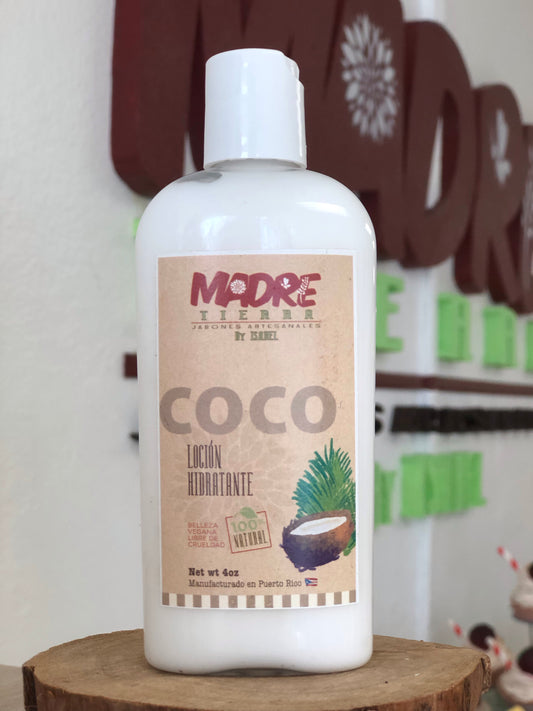 MADRE
TIERRA
JABONES ARTESANALES
By ISABEL
COCO
LOCIÓN
HIDRATANTE
BELLEZA
VEGANA
LIBRE DE
CRUELDAD
100%
NATURAL
Net wt 4oz
Manufacturado en Puerto Rico
MADR